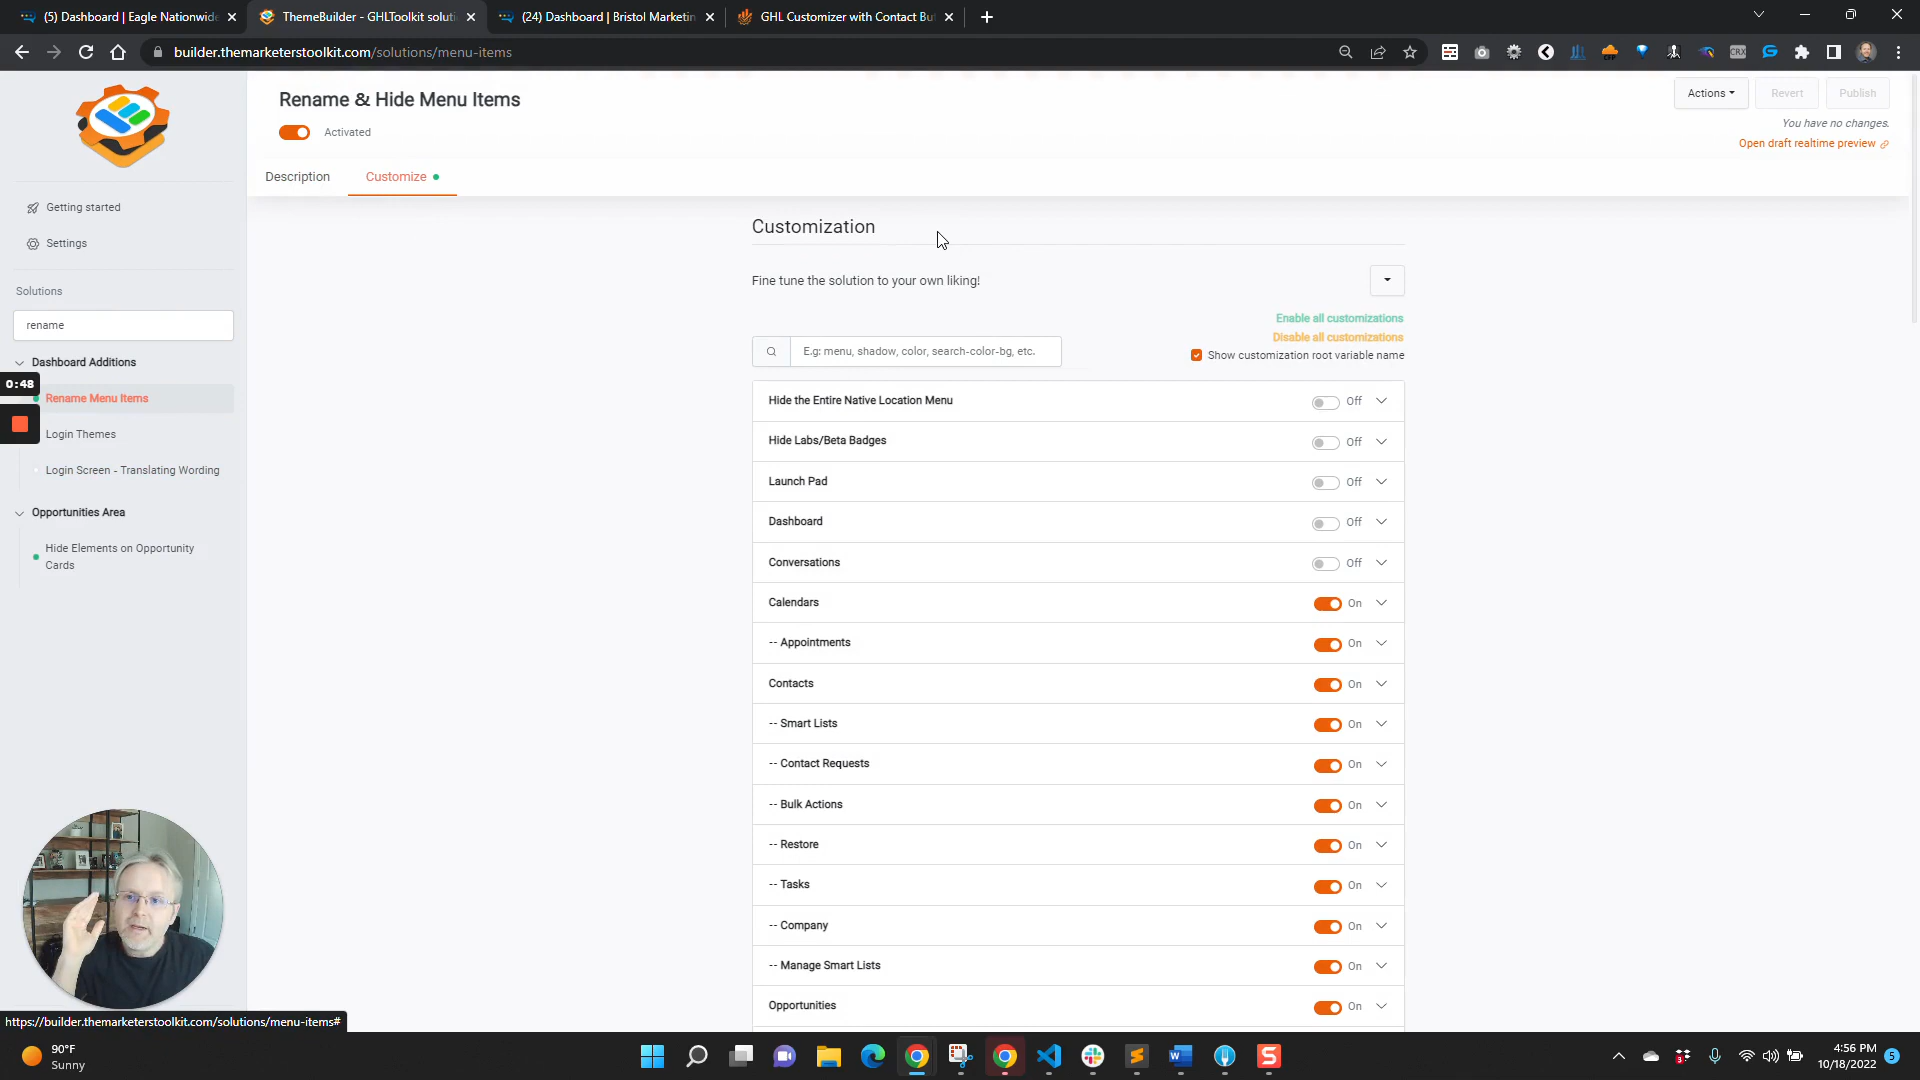 (5) Dashboard | Eagle Nationwide
ThemeBuilder - GHLToolkit soluti
(24) Dashboard | Bristol Marketin
GHL Customizer with Contact Bu
builder.themarketerstoolkit.com/solutions/menu-items
Rename & Hide Menu Items
Activated
Actions
Revert
Publish
You have no changes.
Open draft realtime preview
Description
Customize
Getting started
Settings
Solutions
rename
Dashboard Additions
0:48
Rename Menu Items
Login Themes
Login Screen - Translating Wording
Opportunities Area
Hide Elements on Opportunity
Cards
Customization
Fine tune the solution to your own liking!
Enable all customizations
Disable all customizations
E.g: menu, shadow, color, search-color-bg, etc.
Show customization root variable name
Hide the Entire Native Location Menu Off
Hide Labs/Beta Badges Off
Launch Pad Off
Dashboard Off
Conversations Off
Calendars On
-- Appointments On
Contacts On
-- Smart Lists On
-- Contact Requests On
-- Bulk Actions On
-- Restore On
-- Tasks On
-- Company On
-- Manage Smart Lists On
Opportunities On
https://builder.themarketerstoolkit.com/solutions/menu-items#
90°F
Sunny
4:56 PM
10/18/2022
5